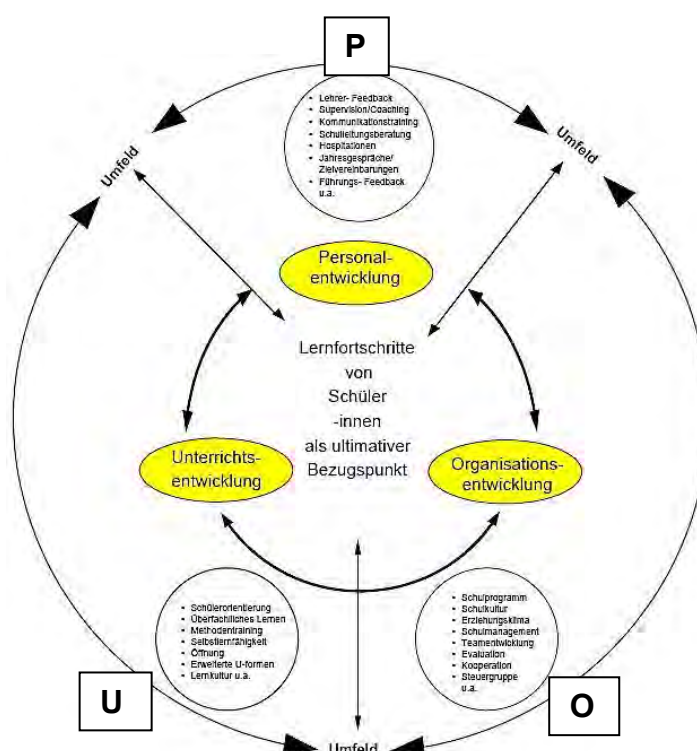 P
• Lehrer- Feedback
• Supervision/Coaching
• Kommunikationstraining
• Schulleitungsberatung
• Hospitationen
• Jahresgespräche/
Zielvereinbarungen
• Führungs- Feedback
u.a.
Umfeld
Umfeld
Personal-
entwicklung
Lernfortschritte
von
Schüler
-innen
als ultimativer
Bezugspunkt
Unterrichts-
entwicklung
Organisations-
entwicklung
• Schülerorientierung
• Überfachliches Lernen
• Methodentraining
• Selbstlernfähigkeit
• Öffnung
• Erweiterte U-formen
• Lernkultur u.a.
• Schulprogramm
• Schulkultur
• Erziehungsklima
• Schulmanagement
• Teamentwicklung
• Evaluation
• Kooperation
• Steuergruppe
u.a.
U
O
Umfeld